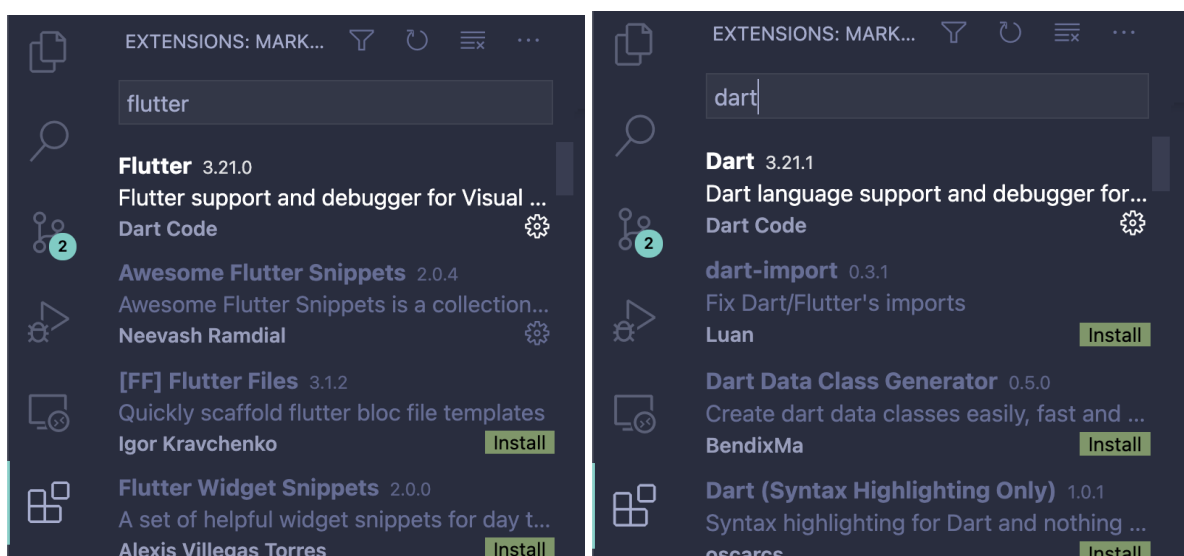 EXTENSIONS: MARK...
flutter
Flutter 3.21.0
Flutter support and debugger for Visual ...
Dart Code
2
Awesome Flutter Snippets 2.0.4
Awesome Flutter Snippets is a collection...
Neevash Ramdial
[FF] Flutter Files 3.1.2
Quickly scaffold flutter bloc file templates
Igor Kravchenko Install
Flutter Widget Snippets 2.0.0
A set of helpful widget snippets for day t...
Alexis Villegas Torres Install
EXTENSIONS: MARK...
dart
Dart 3.21.1
Dart language support and debugger for...
Dart Code
2
dart-import 0.3.1
Fix Dart/Flutter's imports
Luan Install
Dart Data Class Generator 0.5.0
Create dart data classes easily, fast and ...
BendixMa Install
Dart (Syntax Highlighting Only) 1.0.1
Syntax highlighting for Dart and nothing ...
oscarcs Install